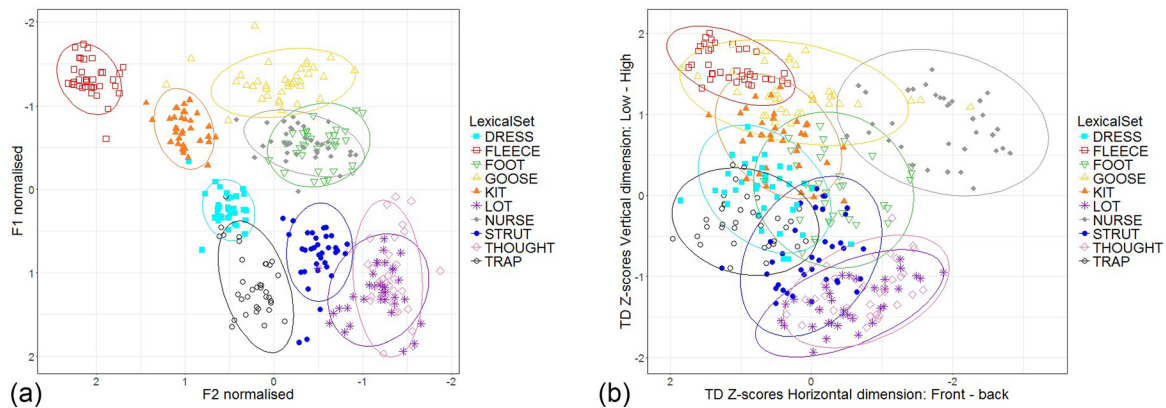 -2
-1
0
1
2
F1 normalised
2
1
0
-1
-2
F2 normalised
(a)
LexicalSet
DRESS
FLEECE
FOOT
GOOSE
KIT
LOT
NURSE
STRUT
THOUGHT
TRAP
2
1
0
-1
-2
TD Z-scores Vertical dimension: Low - High
2
0
-2
TD Z-scores Horizontal dimension: Front - back
(b)
LexicalSet
DRESS
FLEECE
FOOT
GOOSE
KIT
LOT
NURSE
STRUT
THOUGHT
TRAP